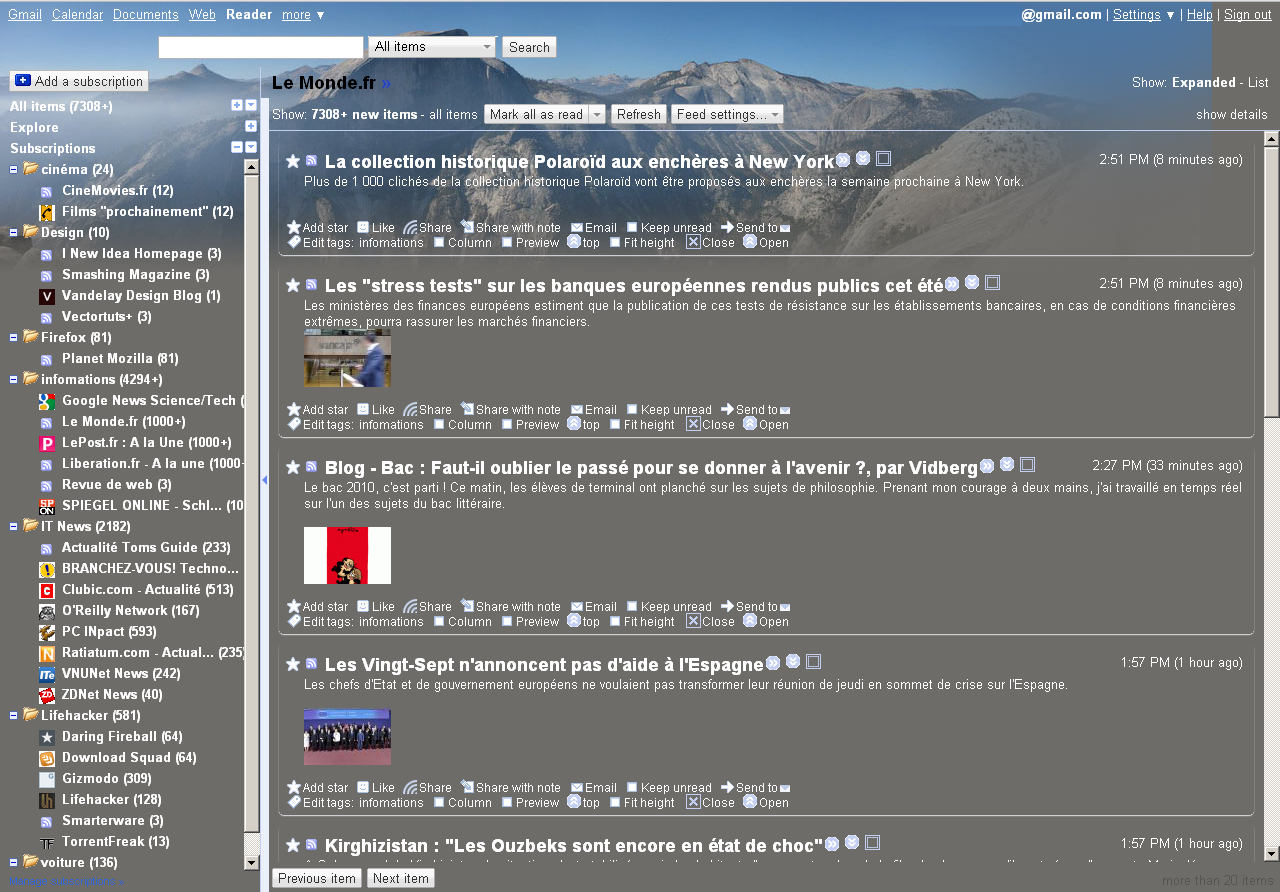 Gmail Calendar Documents Web Reader more ▼ @gmail.com | Settings ▼ | Help | Sign out
All items Search
Add a subscription
All items (7308+)
Explore
Subscriptions
cinéma (24)
CineMovies.fr (12)
Films "prochainement" (12)
Design (10)
I New Idea Homepage (3)
Smashing Magazine (3)
Vandelay Design Blog (1)
Vectortuts+ (3)
Firefox (81)
Planet Mozilla (81)
infomations (4294+)
Google News Science/Tech (
Le Monde.fr (1000+)
LePost.fr : A la Une (1000+)
Liberation.fr - A la une (1000+
Revue de web (3)
SPIEGEL ONLINE - Schl... (10
IT News (2182)
Actualité Toms Guide (233)
BRANCHEZ-VOUS! Techno...
Clubic.com - Actualité (513)
O'Reilly Network (167)
PC INpact (593)
Ratiatum.com - Actual... (235)
VNUNet News (242)
ZDNet News (40)
Lifehacker (581)
Daring Fireball (64)
Download Squad (64)
Gizmodo (309)
Lifehacker (128)
Smarterware (3)
TorrentFreak (13)
voiture (136)
Manage subscriptions »
Le Monde.fr » Show: Expanded - List
Show: 7308+ new items - all items Mark all as read Refresh Feed settings... show details
La collection historique Polaroïd aux enchères à New York 2:51 PM (8 minutes ago)
Plus de 1 000 clichés de la collection historique Polaroïd vont être proposés aux enchères la semaine prochaine à New York.
Add star Like Share Share with note Email Keep unread Send to
Edit tags: infomations Column Preview top Fit height Close Open
Les "stress tests" sur les banques européennes rendus publics cet été 2:51 PM (8 minutes ago)
Les ministères des finances européens estiment que la publication de ces tests de résistance sur les établissements bancaires, en cas de conditions financières
extrêmes, pourra rassurer les marchés financiers.
Add star Like Share Share with note Email Keep unread Send to
Edit tags: infomations Column Preview top Fit height Close Open
Blog - Bac : Faut-il oublier le passé pour se donner à l'avenir ?, par Vidberg 2:27 PM (33 minutes ago)
Le bac 2010, c'est parti ! Ce matin, les élèves de terminal ont planché sur les sujets de philosophie. Prenant mon courage à deux mains, j'ai travaillé en temps réel
sur l'un des sujets du bac littéraire.
Add star Like Share Share with note Email Keep unread Send to
Edit tags: infomations Column Preview top Fit height Close Open
Les Vingt-Sept n'annoncent pas d'aide à l'Espagne 1:57 PM (1 hour ago)
Les chefs d'Etat et de gouvernement européens ne voulaient pas transformer leur réunion de jeudi en sommet de crise sur l'Espagne.
Add star Like Share Share with note Email Keep unread Send to
Edit tags: infomations Column Preview top Fit height Close Open
Kirghizistan : "Les Ouzbeks sont encore en état de choc" 1:57 PM (1 hour ago)
Previous item Next item more than 20 items